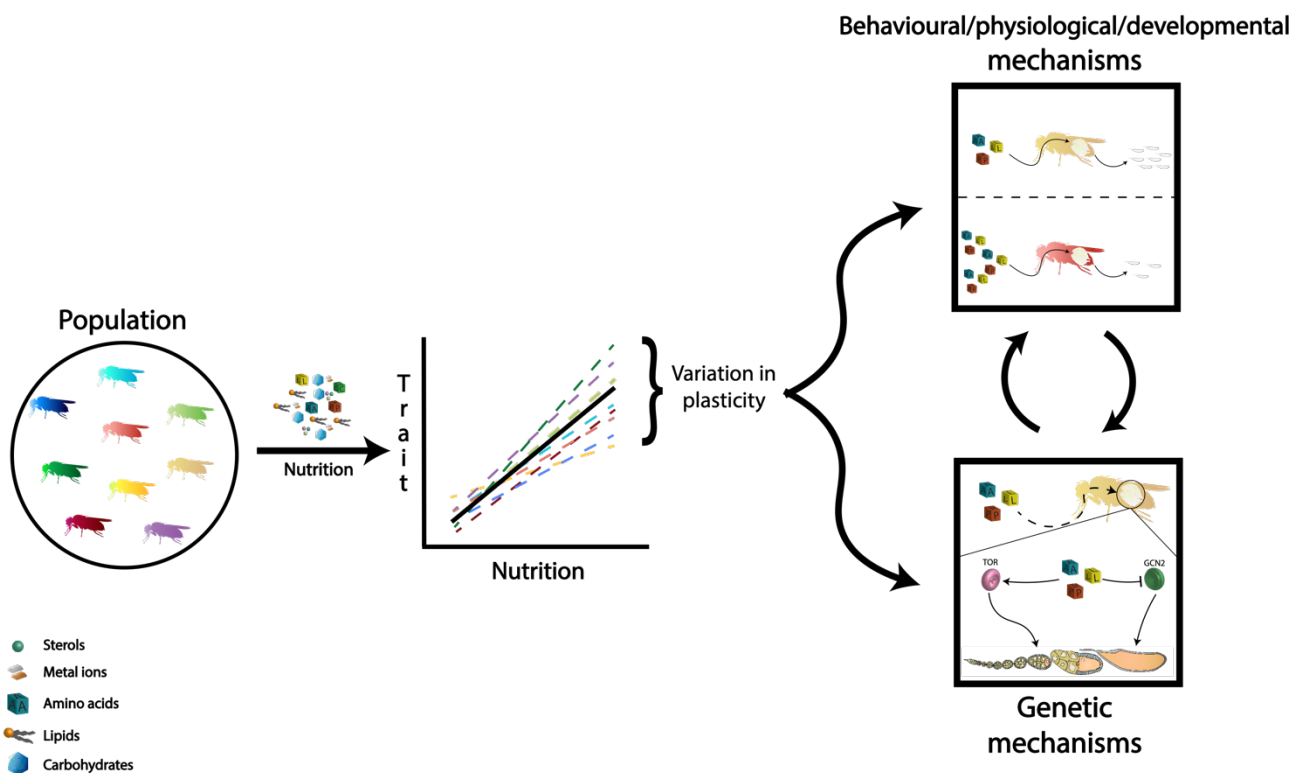 Behavioural/physiological/developmental
mechanisms
Population
Nutrition
Trait
Nutrition
Variation in
plasticity
TOR
GCN2
Genetic
mechanisms
Sterols
Metal ions
Amino acids
Lipids
Carbohydrates